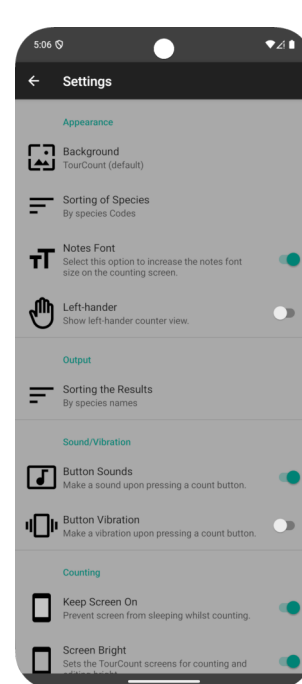 5:06
Settings
Appearance
Background
TourCount (default)
Sorting of Species
By species Codes
Notes Font
Select this option to increase the notes font
size on the counting screen.
Left-hander
Show left-hander counter view.
Output
Sorting the Results
By species names
Sound/Vibration
Button Sounds
Make a sound upon pressing a count button.
Button Vibration
Make a vibration upon pressing a count button.
Counting
Keep Screen On
Prevent screen from sleeping whilst counting.
Screen Bright
Sets the TourCount screens for counting and
editing bright.